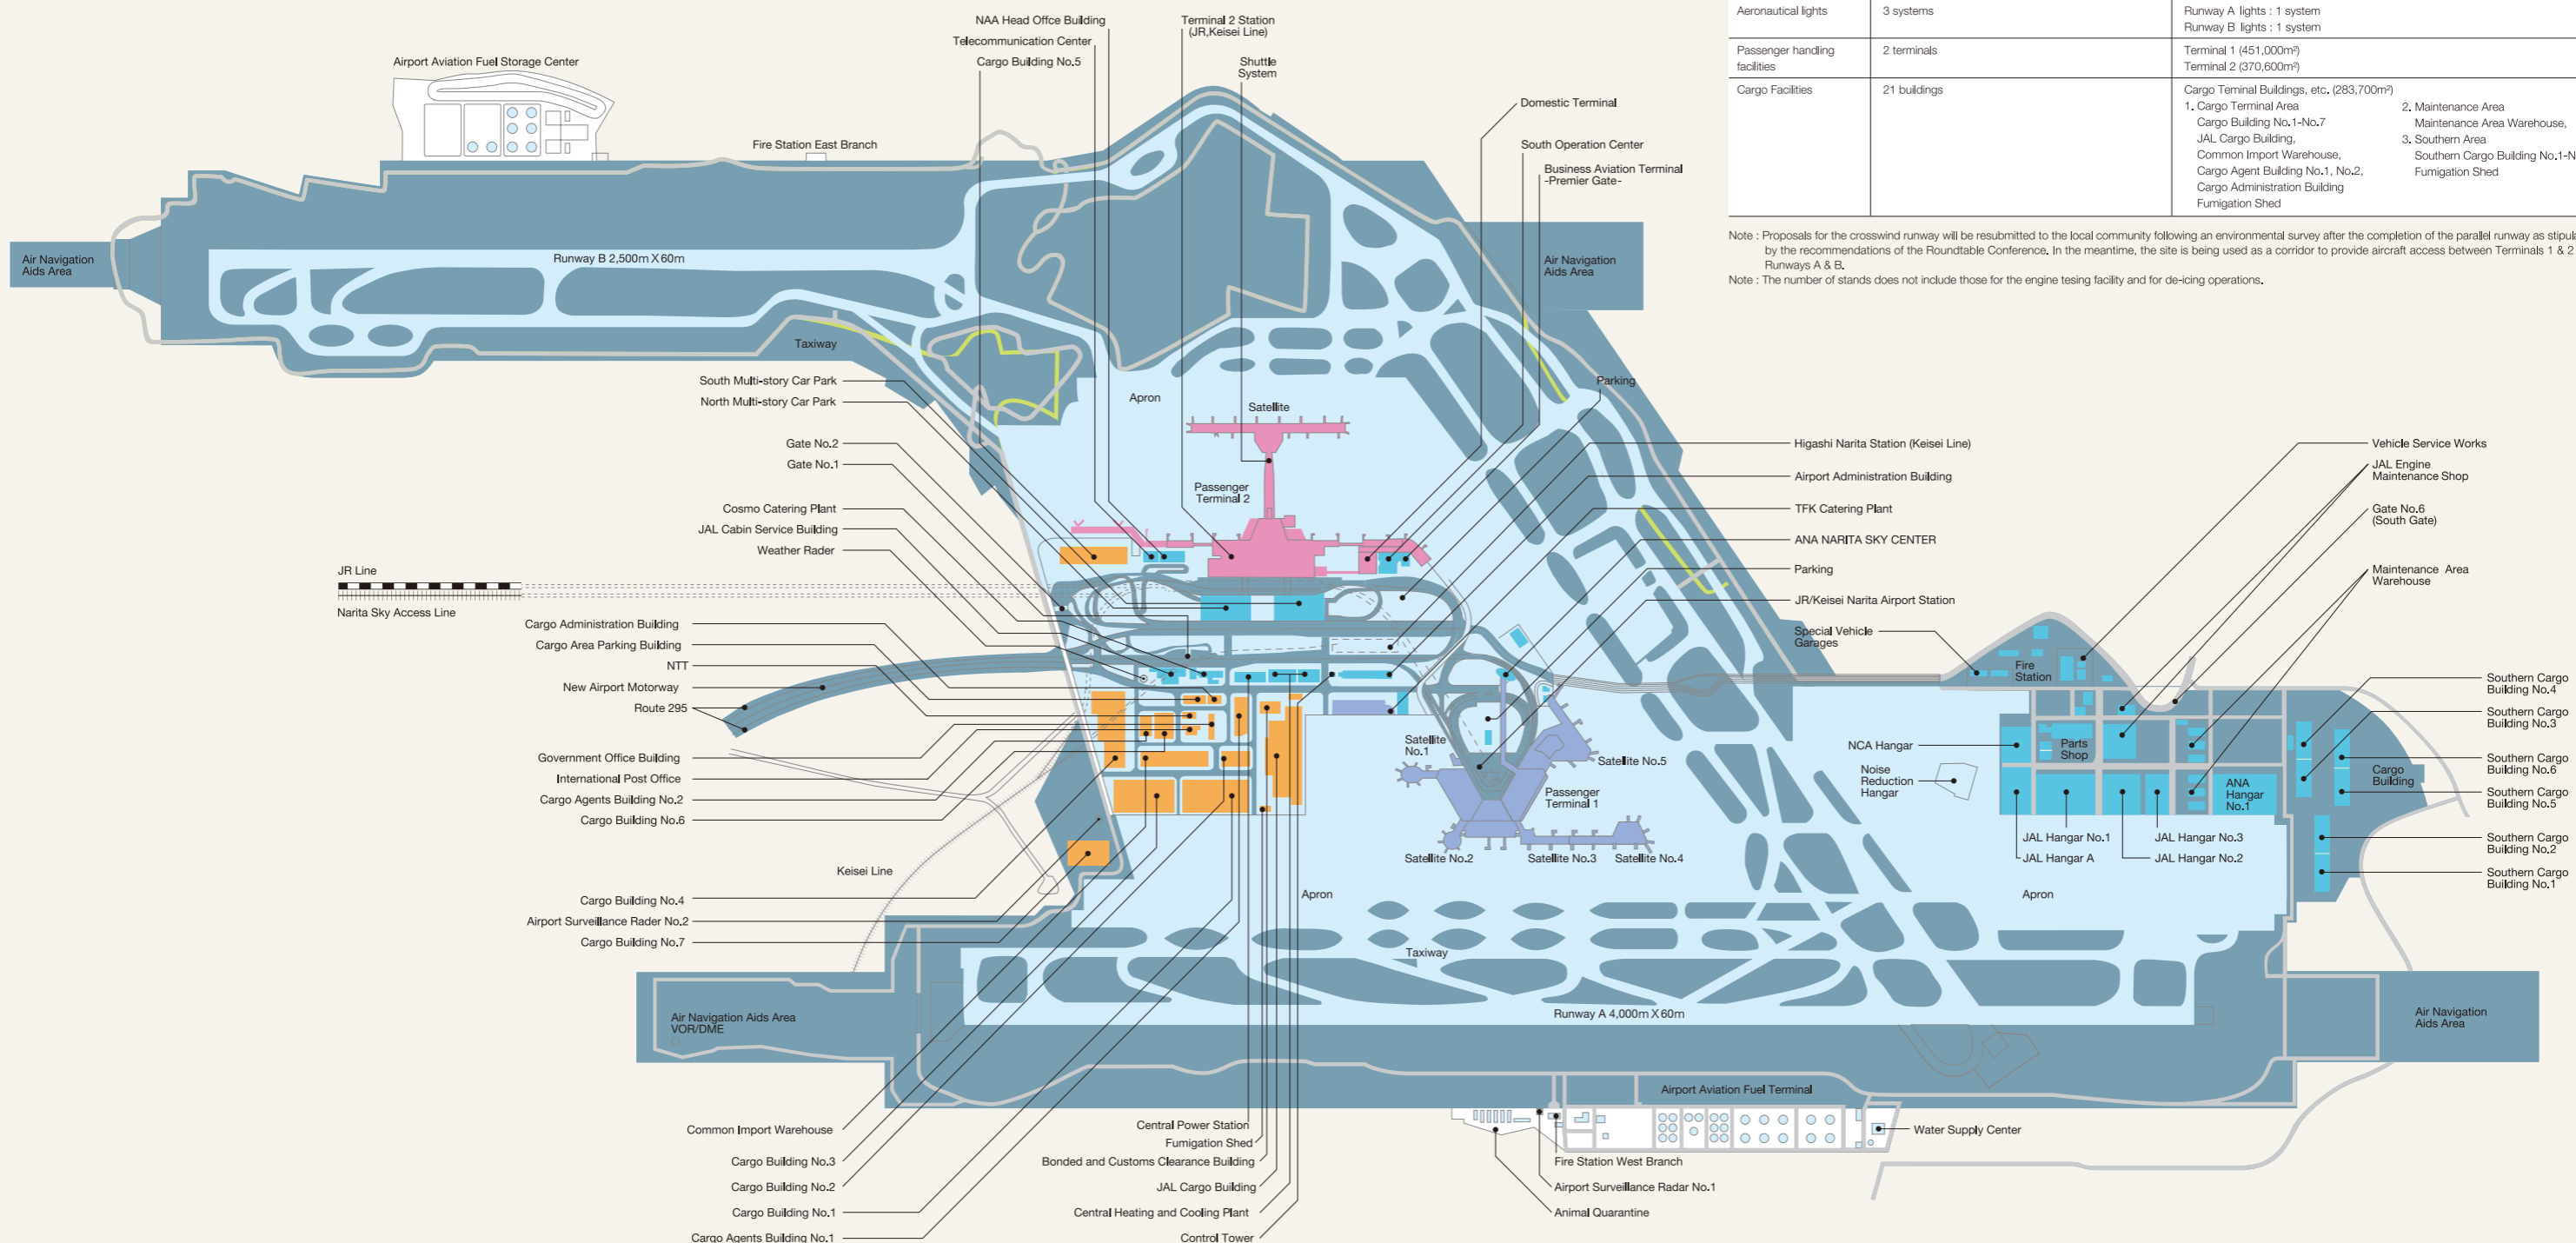 Aeronautical lights
3 systems
Runway A lights : 1 system
Runway B lights : 1 system
Passenger handling
facilities
2 terminals
Terminal 1 (451,000m²)
Terminal 2 (370,600m²)
Cargo Facilities
21 buildings
Cargo Teminal Buildings, etc. (283,700m²)
1. Cargo Terminal Area
Cargo Building No.1-No.7
JAL Cargo Building,
Common Import Warehouse,
Cargo Agent Building No.1, No.2,
Cargo Administration Building
Fumigation Shed
2. Maintenance Area
Maintenance Area Warehouse,
3. Southern Area
Southern Cargo Building No.1-N
Fumigation Shed
Note : Proposals for the crosswind runway will be resubmitted to the local community following an environmental survey after the completion of the parallel runway as stipula
by the recommendations of the Roundtable Conference. In the meantime, the site is being used as a corridor to provide aircraft access between Terminals 1 & 2
Runways A & B.
Note : The number of stands does not include those for the engine tesing facility and for de-icing operations.
NAA Head Offce Building
Telecommunication Center
Cargo Building No.5
Terminal 2 Station
(JR,Keisei Line)
Shuttle
System
Domestic Terminal
South Operation Center
Business Aviation Terminal
-Premier Gate-
Airport Aviation Fuel Storage Center
Fire Station East Branch
Air Navigation
Aids Area
Runway B 2,500m X 60m
Air Navigation
Aids Area
Taxiway
South Multi-story Car Park
North Multi-story Car Park
Gate No.2
Gate No.1
Cosmo Catering Plant
JAL Cabin Service Building
Weather Rader
Apron
Satellite
Passenger
Terminal 2
Parking
Higashi Narita Station (Keisei Line)
Airport Administration Building
TFK Catering Plant
ANA NARITA SKY CENTER
Parking
JR/Keisei Narita Airport Station
Special Vehicle
Garages
Vehicle Service Works
JAL Engine
Maintenance Shop
Gate No.6
(South Gate)
Maintenance Area
Warehouse
JR Line
Narita Sky Access Line
Cargo Administration Building
Cargo Area Parking Building
NTT
New Airport Motorway
Route 295
Government Office Building
International Post Office
Cargo Agents Building No.2
Cargo Building No.6
Keisei Line
Cargo Building No.4
Airport Surveillance Rader No.2
Cargo Building No.7
Satellite
No.1
Satellite No.5
Passenger
Terminal 1
Satellite No.2
Satellite No.3
Satellite No.4
Apron
Fire
Station
NCA Hangar
Parts
Shop
Noise
Reduction
Hangar
ANA
Hangar
No.1
Cargo
Building
JAL Hangar No.1
JAL Hangar No.3
JAL Hangar A
JAL Hangar No.2
Apron
Southern Cargo
Building No.4
Southern Cargo
Building No.3
Southern Cargo
Building No.6
Southern Cargo
Building No.5
Southern Cargo
Building No.2
Southern Cargo
Building No.1
Taxiway
Air Navigation Aids Area
VOR/DME
Runway A 4,000m X 60m
Air Navigation
Aids Area
Airport Aviation Fuel Terminal
Common Import Warehouse
Cargo Building No.3
Cargo Building No.2
Cargo Building No.1
Cargo Agents Building No.1
Central Power Station
Fumigation Shed
Bonded and Customs Clearance Building
JAL Cargo Building
Central Heating and Cooling Plant
Control Tower
Fire Station West Branch
Airport Surveillance Radar No.1
Animal Quarantine
Water Supply Center